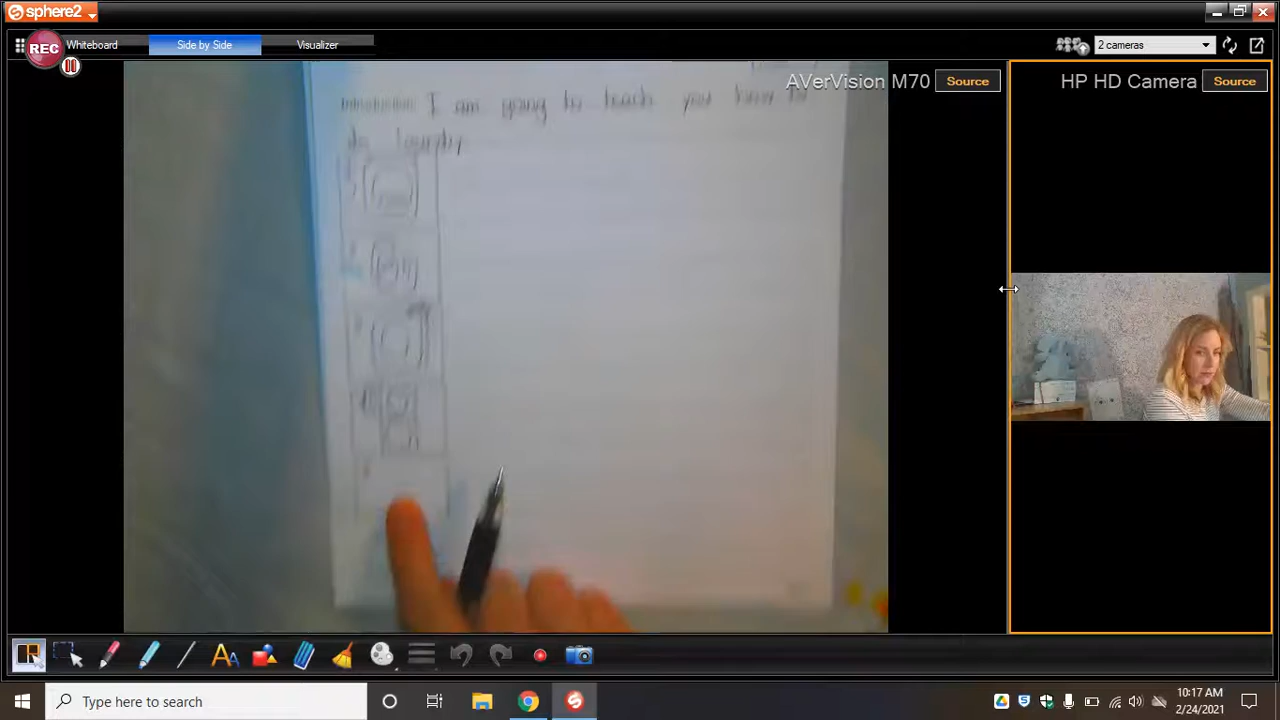 sphere2
REC
Whiteboard
Side by Side
Visualizer
2 cameras
AVerVision M70
Source
HP HD Camera
Source
Introduction: I am going to teach you how to
do laundry.
Type here to search
10:17 AM
2/24/2021